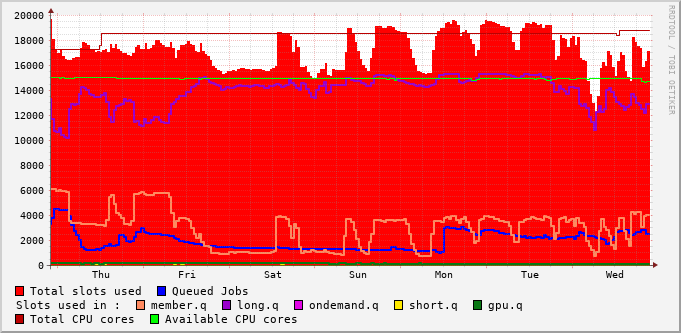 20000
18000
16000
14000
12000
10000
8000
6000
4000
2000
0
Thu Fri Sat Sun Mon Tue Wed
RRDTOOL / TOBI OETIKER
Total slots used Queued Jobs
Slots used in : member.q long.q ondemand.q short.q gpu.q
Total CPU cores Available CPU cores